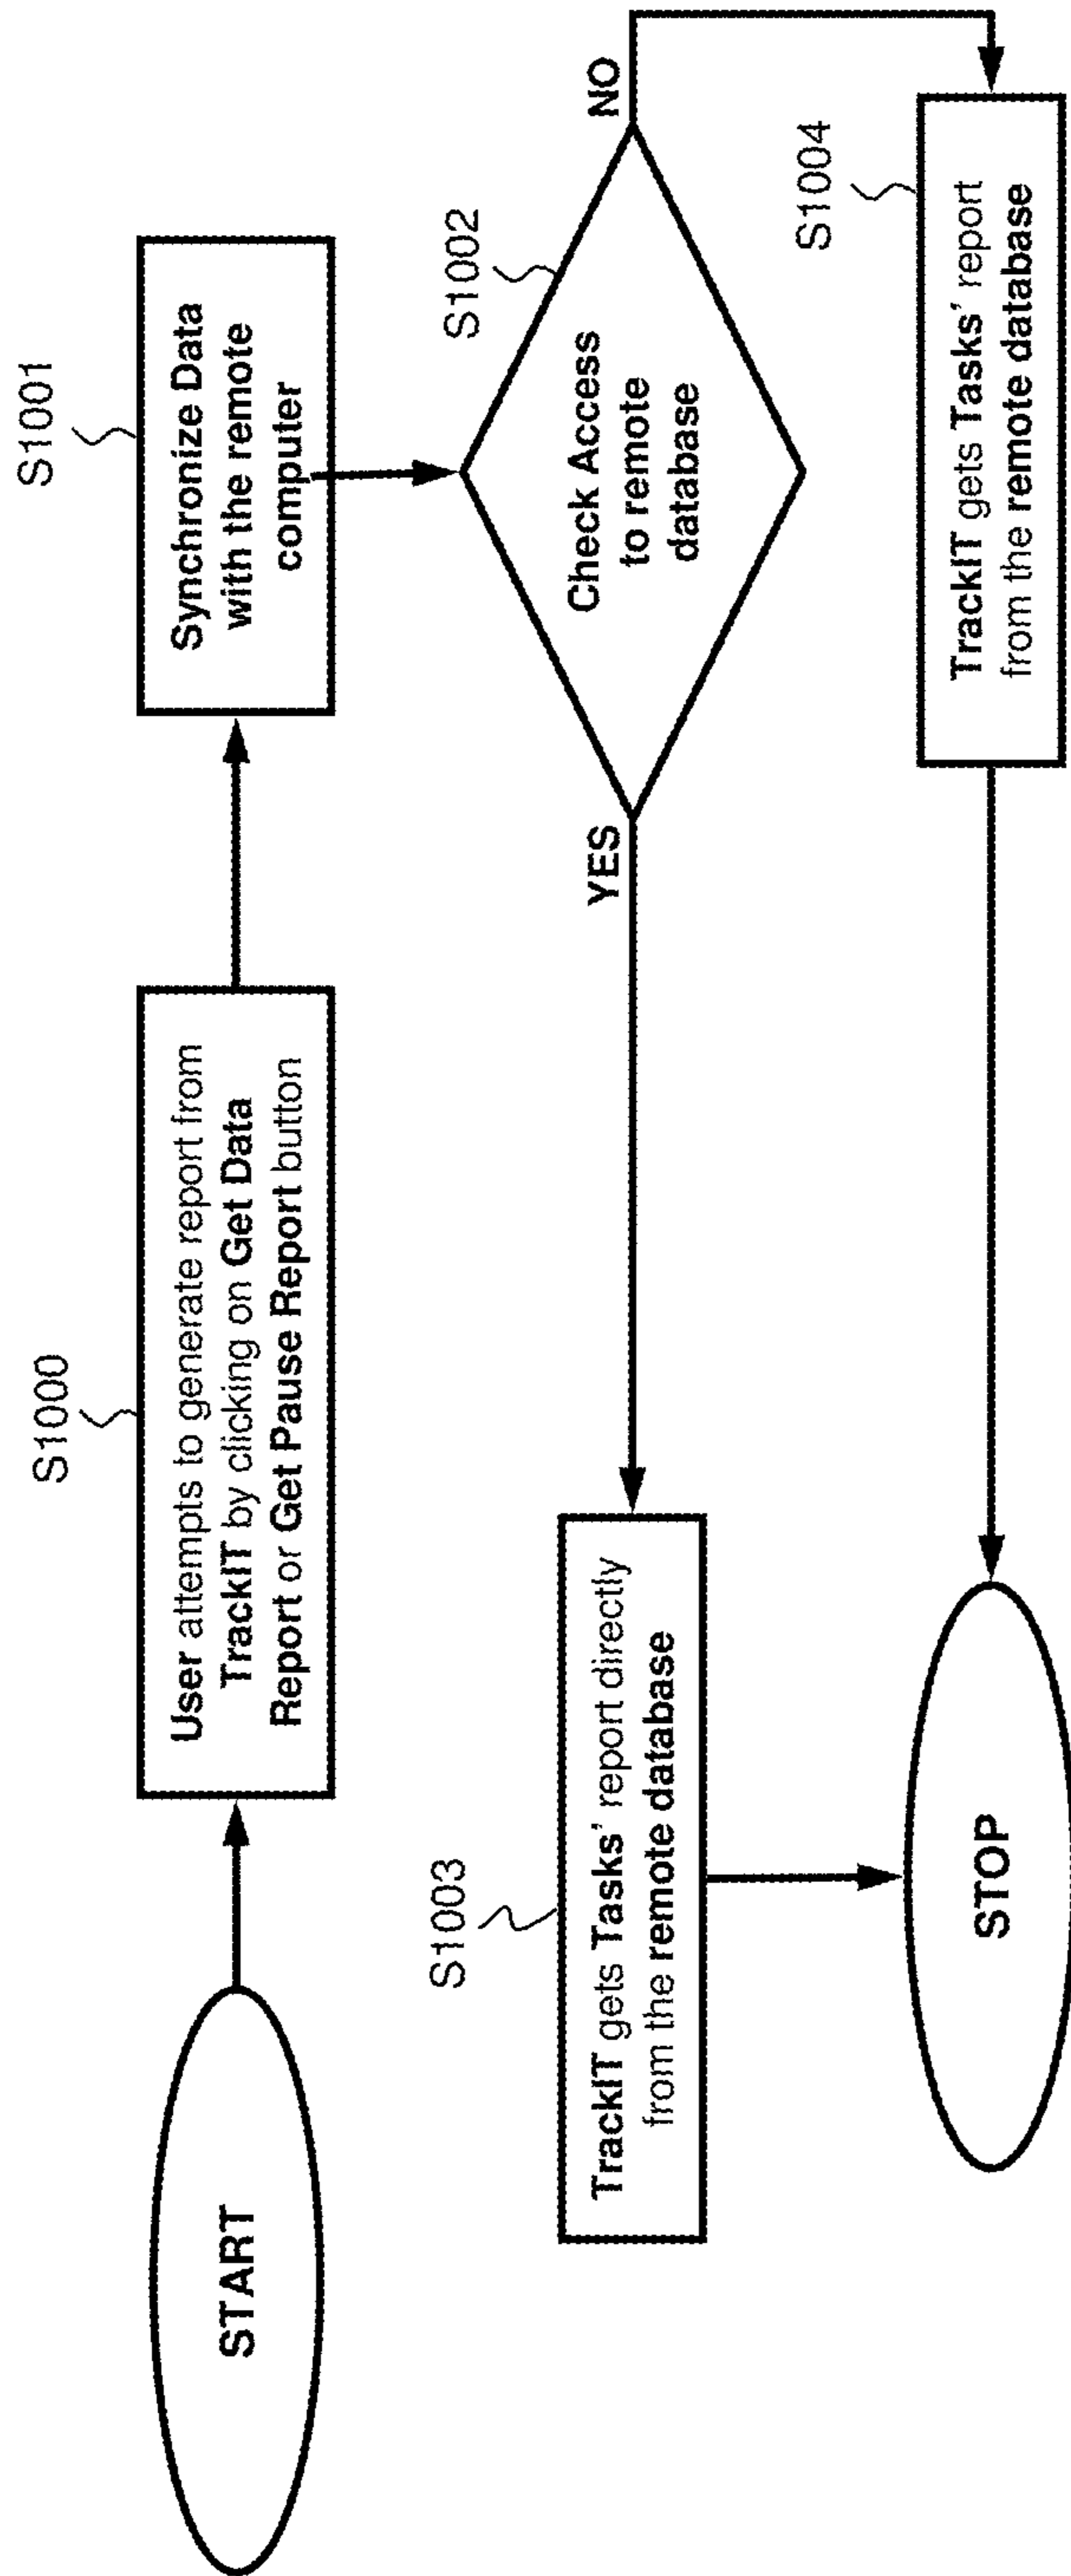 START
S1000
User attempts to generate report from
TrackIT by clicking on Get Data
Report or Get Pause Report button
S1001
Synchronize Data
with the remote
computer
S1002
Check Access
to remote
database
YES
NO
S1003
TrackIT gets Tasks' report directly
from the remote database
S1004
TrackIT gets Tasks' report
from the remote database
STOP